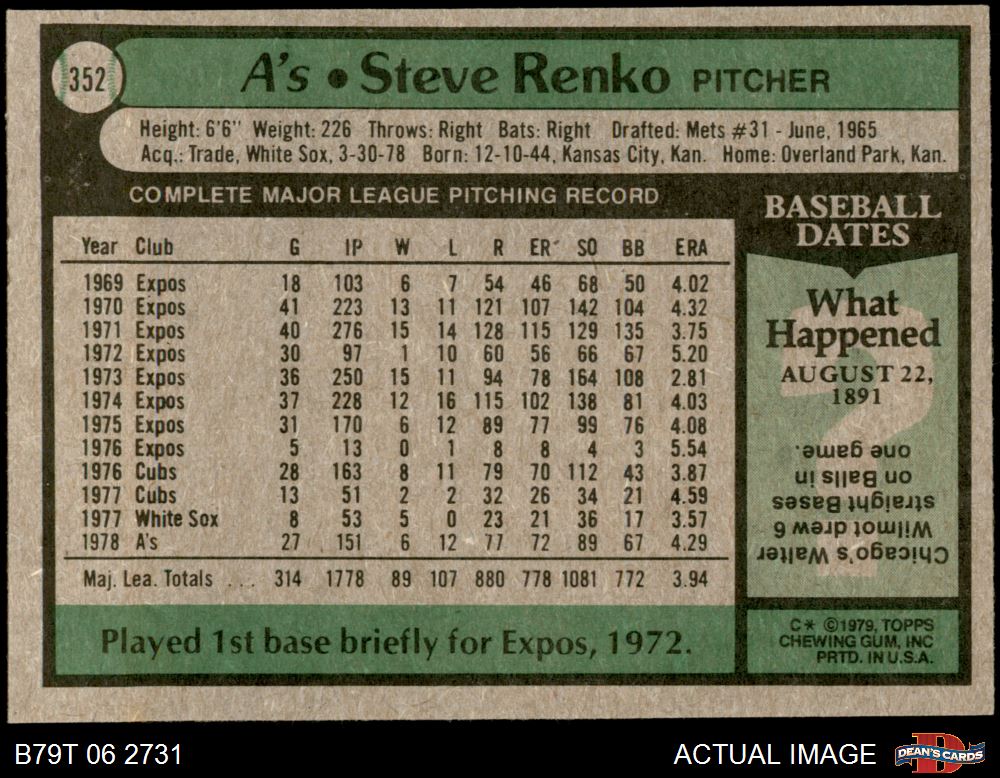 352
A's • Steve Renko PITCHER
Height: 6'6" Weight: 226 Throws: Right Bats: Right Drafted: Mets #31 - June, 1965
Acq.: Trade, White Sox, 3-30-78 Born: 12-10-44, Kansas City, Kan. Home: Overland Park, Kan.
COMPLETE MAJOR LEAGUE PITCHING RECORD
Year Club G IP W L R ER SO BB ERA
1969 Expos 18 103 6 7 54 46 68 50 4.02
1970 Expos 41 223 13 11 121 107 142 104 4.32
1971 Expos 40 276 15 14 128 115 129 135 3.75
1972 Expos 30 97 1 10 60 56 66 67 5.20
1973 Expos 36 250 15 11 94 78 164 108 2.81
1974 Expos 37 228 12 16 115 102 138 81 4.03
1975 Expos 31 170 6 12 89 77 99 76 4.08
1976 Expos 5 13 0 1 8 8 4 3 5.54
1976 Cubs 28 163 8 11 79 70 112 43 3.87
1977 Cubs 13 51 2 2 32 26 34 21 4.59
1977 White Sox 8 53 5 0 23 21 36 17 3.57
1978 A's 27 151 6 12 77 72 89 67 4.29
Maj. Lea. Totals ... 314 1778 89 107 880 778 1081 772 3.94
Played 1st base briefly for Expos, 1972.
BASEBALL
DATES
What
Happened
AUGUST 22,
1891
Chicago's Walter
Wilmot drew 6
straight Bases
on Balls in
one game.
C* ©1979, TOPPS
CHEWING GUM, INC
PRTD. IN U.S.A.
B79T 06 2731
ACTUAL IMAGE
DEAN'S CARDS